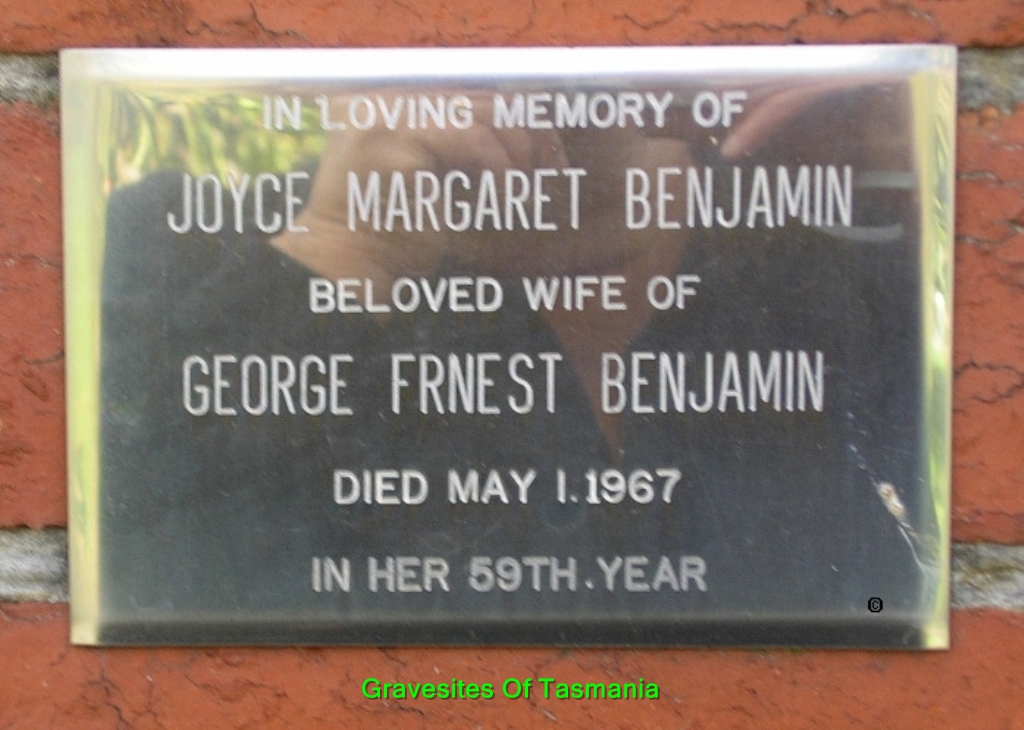 IN LOVING MEMORY OF
JOYCE MARGARET BENJAMIN
BELOVED WIFE OF
GEORGE FRNEST BENJAMIN
DIED MAY 1.1967
IN HER 59TH.YEAR
©
Gravesites Of Tasmania